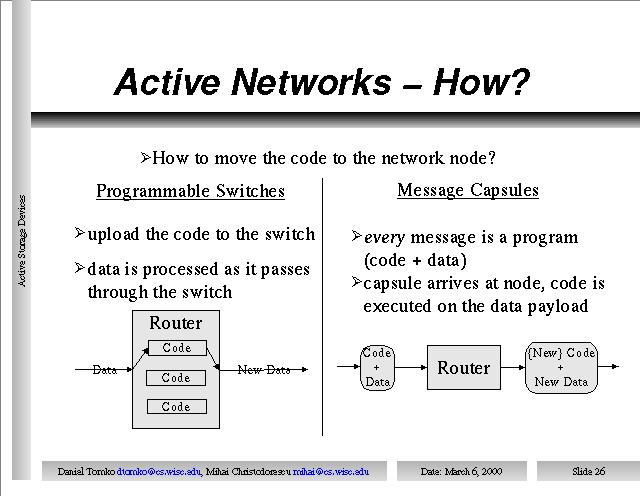 Active Networks – How?
Active Storage Devices
➢How to move the code to the network node?
Programmable Switches
➢upload the code to the switch
➢data is processed as it passes
through the switch
Router
Code
Data
New Data
Code
Code
Message Capsules
➢every message is a program
(code + data)
➢capsule arrives at node, code is
executed on the data payload
Code
+
Data
Router
{New} Code
+
New Data
Daniel Tomko dtomko@cs.wisc.edu, Mihai Christodorescu mihai@cs.wisc.edu
Date: March 6, 2000
Slide 26